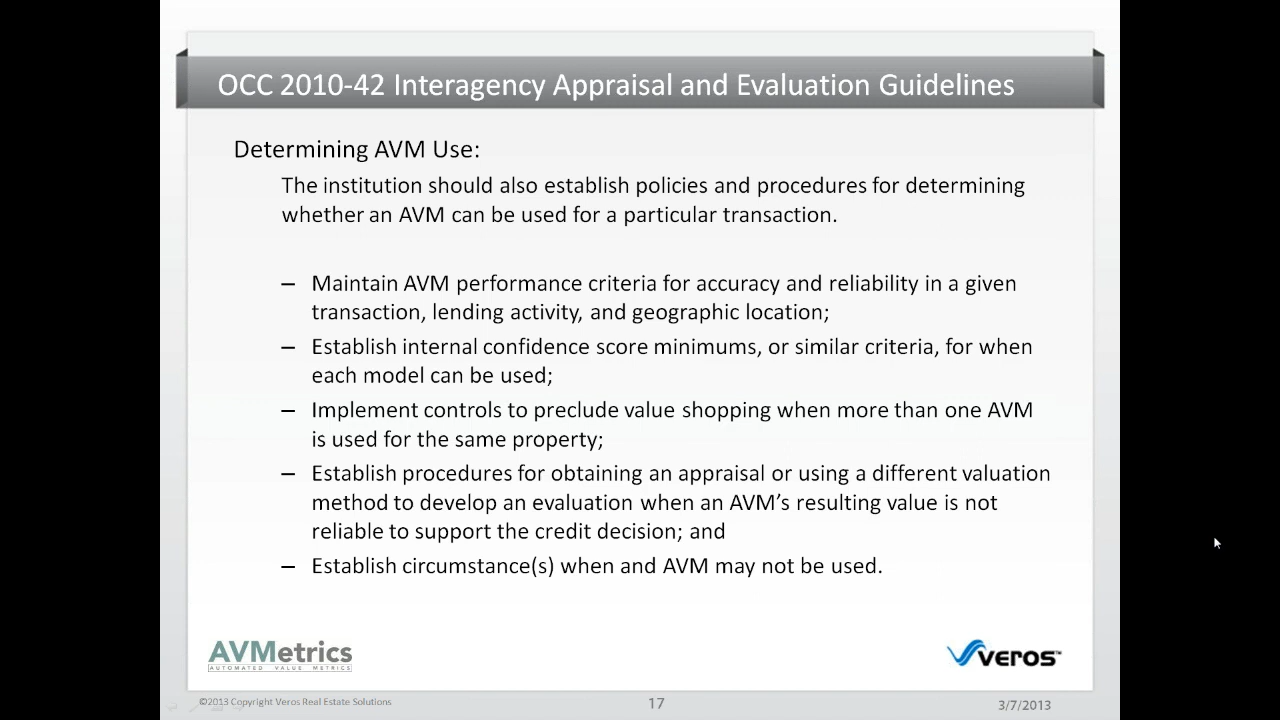 OCC 2010-42 Interagency Appraisal and Evaluation Guidelines
Determining AVM Use:
The institution should also establish policies and procedures for determining
whether an AVM can be used for a particular transaction.
– Maintain AVM performance criteria for accuracy and reliability in a given
transaction, lending activity, and geographic location;
– Establish internal confidence score minimums, or similar criteria, for when
each model can be used;
– Implement controls to preclude value shopping when more than one AVM
is used for the same property;
– Establish procedures for obtaining an appraisal or using a different valuation
method to develop an evaluation when an AVM’s resulting value is not
reliable to support the credit decision; and
– Establish circumstance(s) when and AVM may not be used.
AVMetrics
AUTOMATED VALUE METRICS
VEROS™
©2013 Copyright Veros Real Estate Solutions
17
3/7/2013